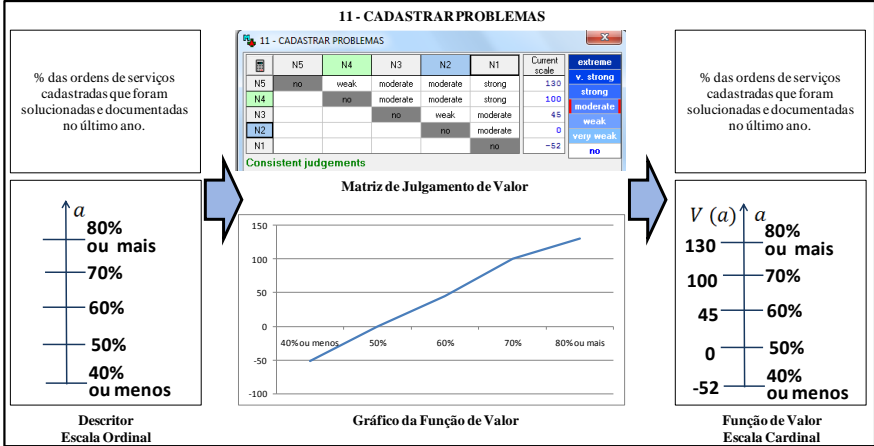 11 - CADASTRAR PROBLEMAS
% das ordens de serviços
cadastradas que foram
solucionadas e documentadas
no último ano.
a
80%
ou mais
70%
60%
50%
40%
ou menos
Descritor
Escala Ordinal
11 - CADASTRAR PROBLEMAS
N5 N4 N3 N2 N1 Current scale
N5 no weak moderate moderate strong 130
N4 no moderate moderate strong 100
N3 no weak moderate 45
N2 no moderate 0
N1 no -52
extreme
v. strong
strong
moderate
weak
very weak
no
Consistent judgements
Matriz de Julgamento de Valor
150
100
50
0
-50
-100
40% ou menos 50% 60% 70% 80% ou mais
Gráfico da Função de Valor
% das ordens de serviços
cadastradas que foram
solucionadas e documentadas
no último ano.
V (a) a
130 80%
ou mais
100 70%
45 60%
0 50%
-52 40%
ou menos
Função de Valor
Escala Cardinal